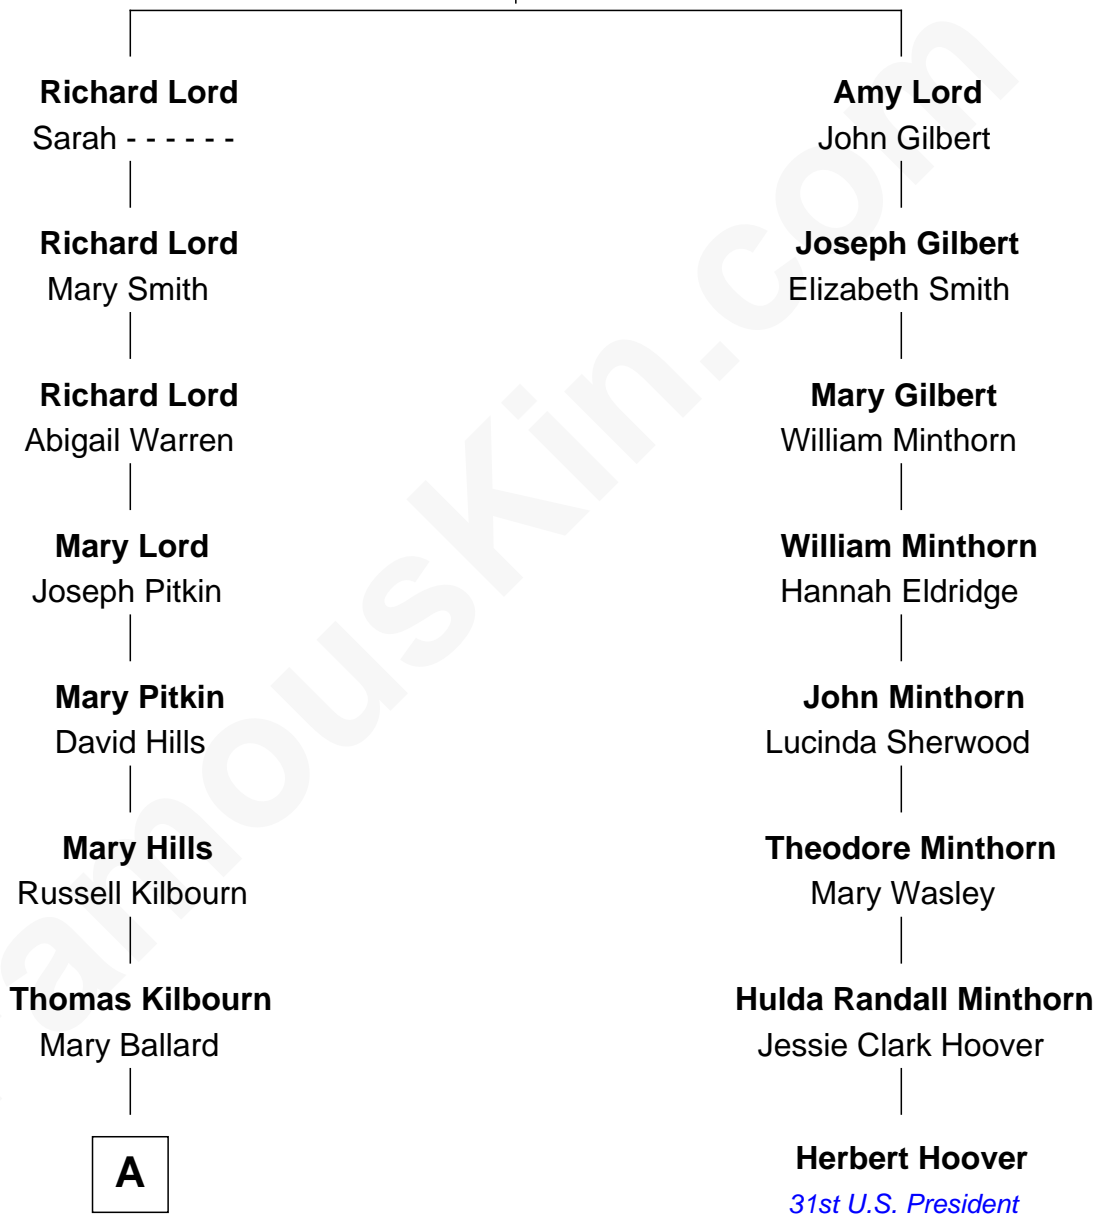 Richard Lord
Sarah - - - - - -
Amy Lord
John Gilbert
Richard Lord
Mary Smith
Joseph Gilbert
Elizabeth Smith
Richard Lord
Abigail Warren
Mary Gilbert
William Minthorn
Mary Lord
Joseph Pitkin
William Minthorn
Hannah Eldridge
Mary Pitkin
David Hills
John Minthorn
Lucinda Sherwood
Mary Hills
Russell Kilbourn
Theodore Minthorn
Mary Wasley
Thomas Kilbourn
Mary Ballard
Hulda Randall Minthorn
Jessie Clark Hoover
A
Herbert Hoover
31st U.S. President
amouskin.com